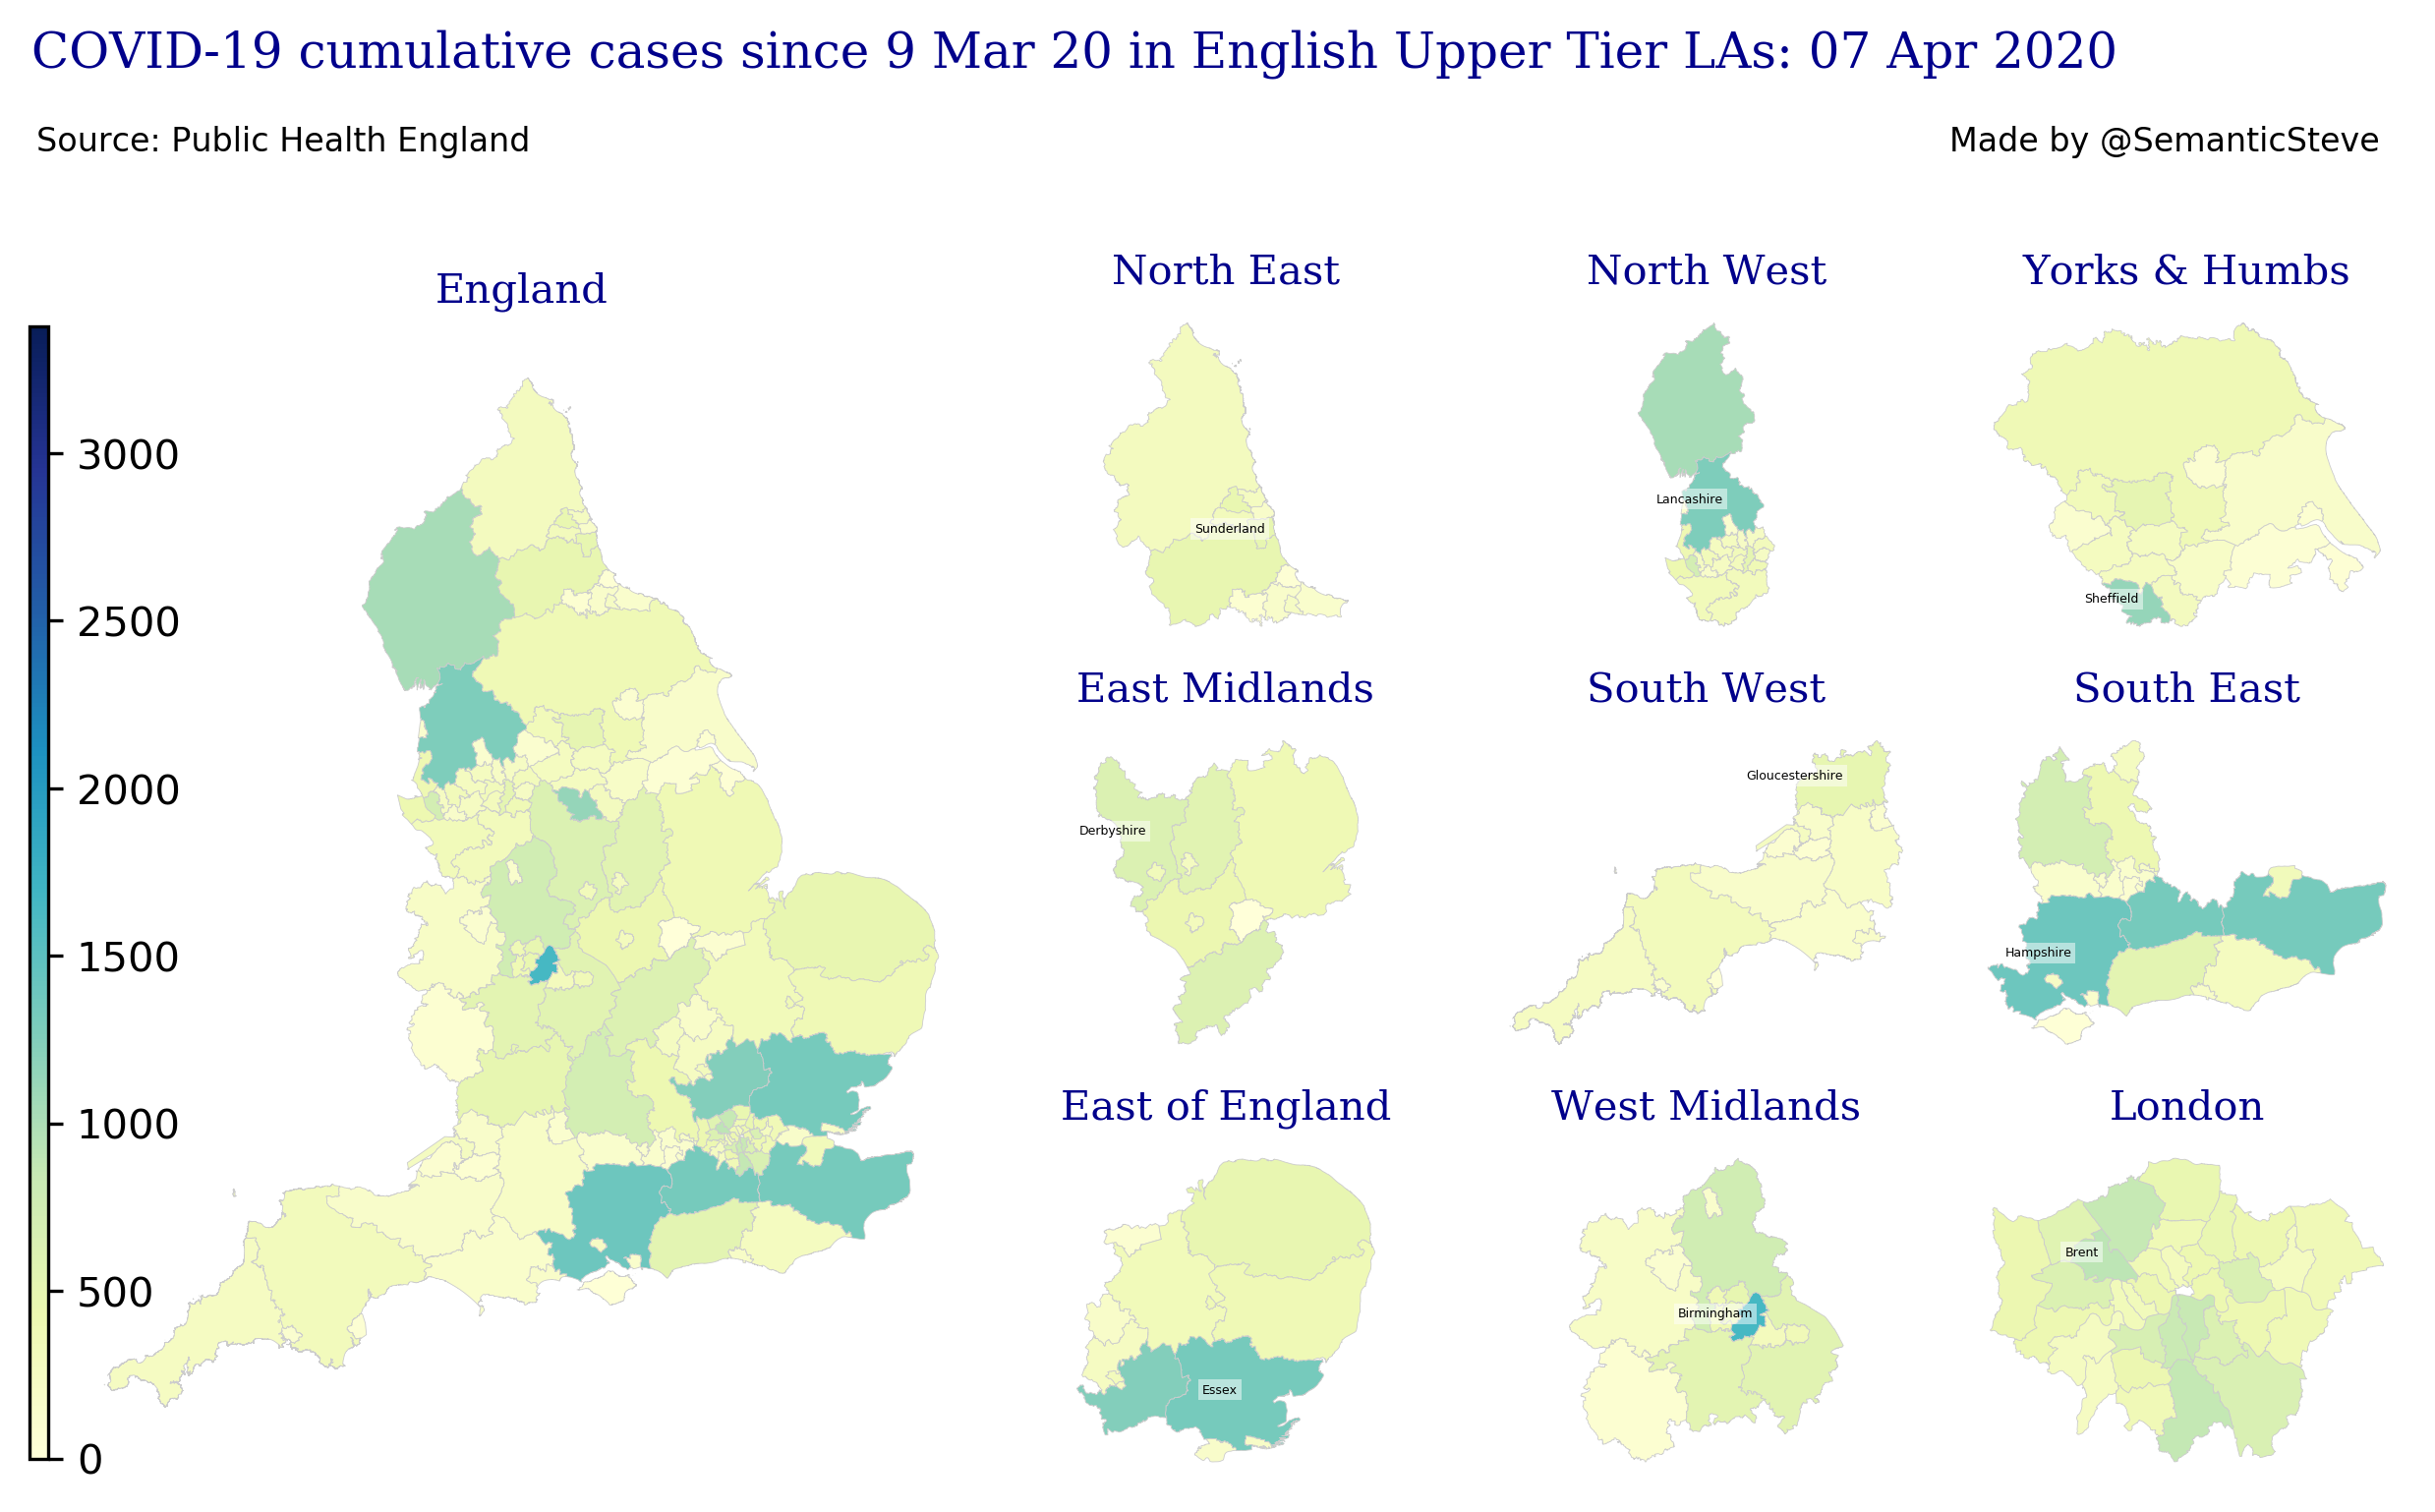 COVID-19 cumulative cases since 9 Mar 20 in English Upper Tier LAs: 07 Apr 2020
Source: Public Health England
Made by @SemanticSteve
England
3000
2500
2000
1500
1000
500
0
North East
Sunderland
North West
Lancashire
Yorks & Humbs
Sheffield
East Midlands
Derbyshire
South West
Gloucestershire
South East
Hampshire
East of England
Essex
West Midlands
Birmingham
London
Brent